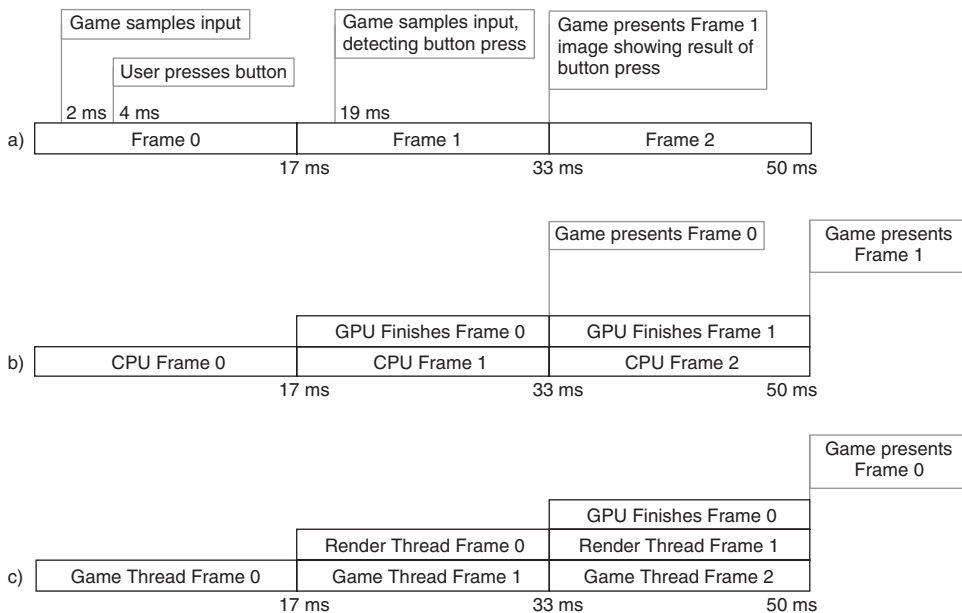 Game samples input
Game samples input,
detecting button press
Game presents Frame 1
image showing result of
button press
User presses button
2 ms
4 ms
19 ms
a)
Frame 0
Frame 1
Frame 2
17 ms
33 ms
50 ms
Game presents Frame 0
Game presents
Frame 1
GPU Finishes Frame 0
GPU Finishes Frame 1
b)
CPU Frame 0
CPU Frame 1
CPU Frame 2
17 ms
33 ms
50 ms
Game presents
Frame 0
GPU Finishes Frame 0
Render Thread Frame 0
Render Thread Frame 1
c)
Game Thread Frame 0
Game Thread Frame 1
Game Thread Frame 2
17 ms
33 ms
50 ms